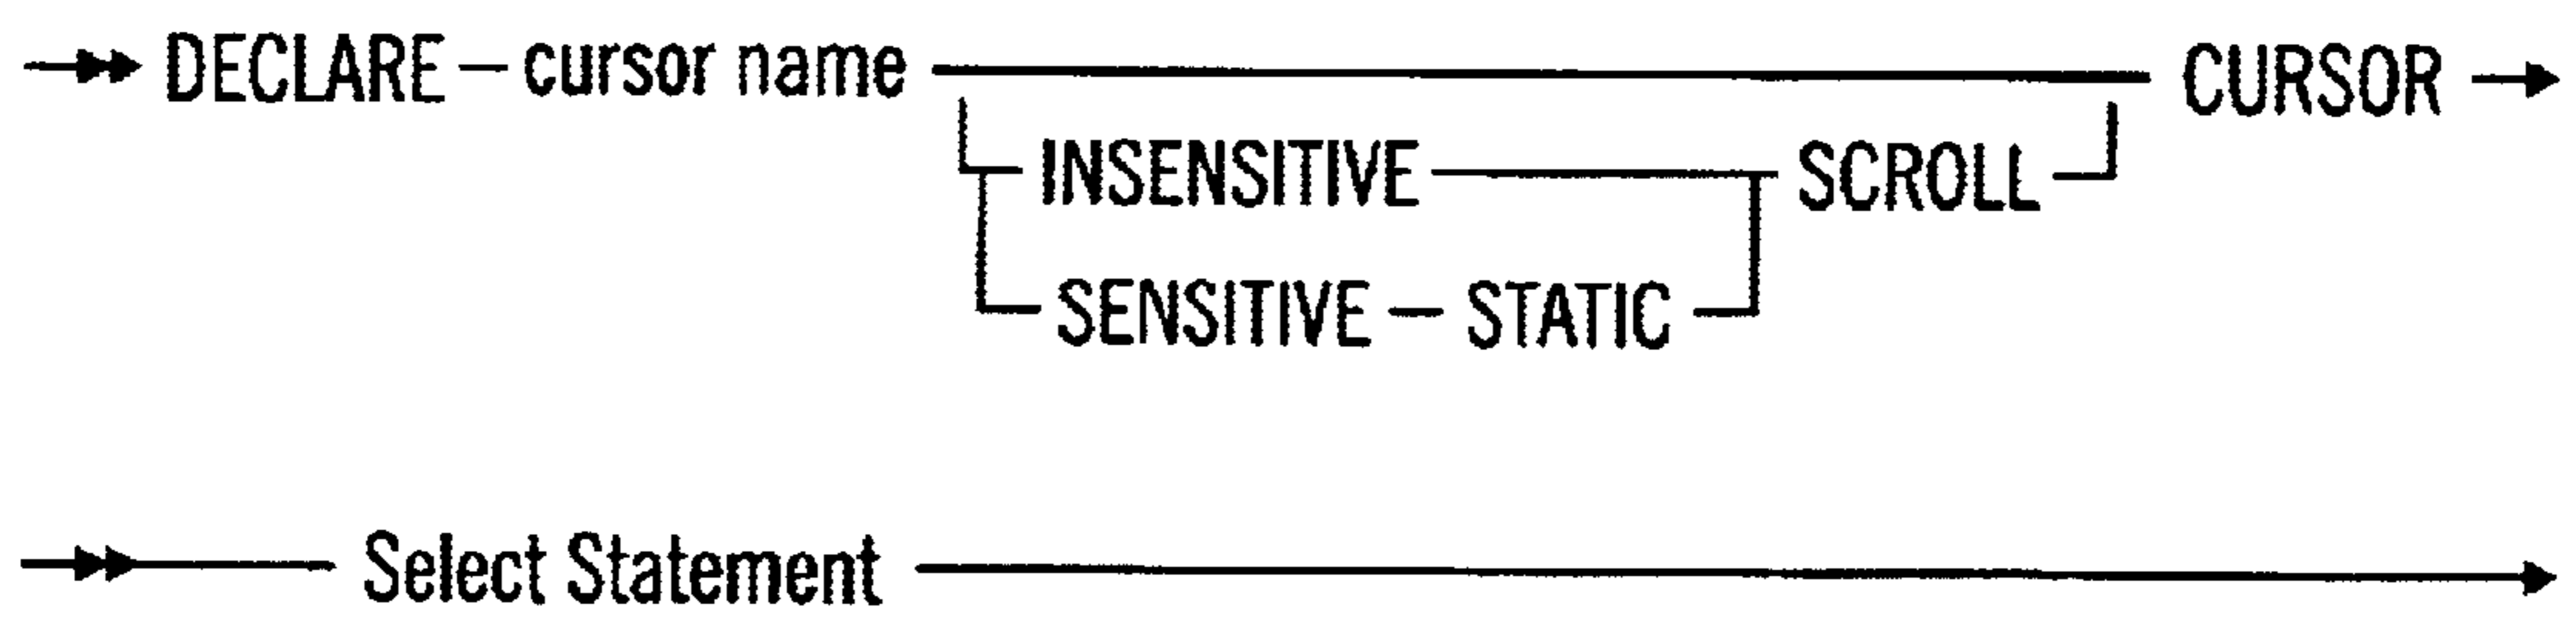 DECLARE cursor name CURSOR
INSENSITIVE SCROLL
SENSITIVE STATIC
Select Statement